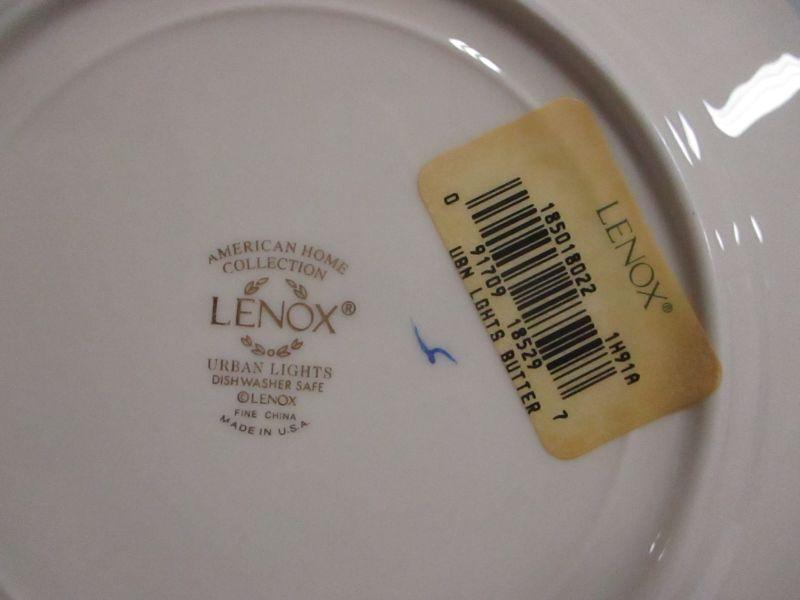 AMERICAN HOME
COLLECTION
LENOX®
URBAN LIGHTS
DISHWASHER SAFE
©LENOX
FINE CHINA
MADE IN U.S.A.
LENOX®
185018022 1H91A
0 91709 18529 7
UBN LGHTS BUTTER